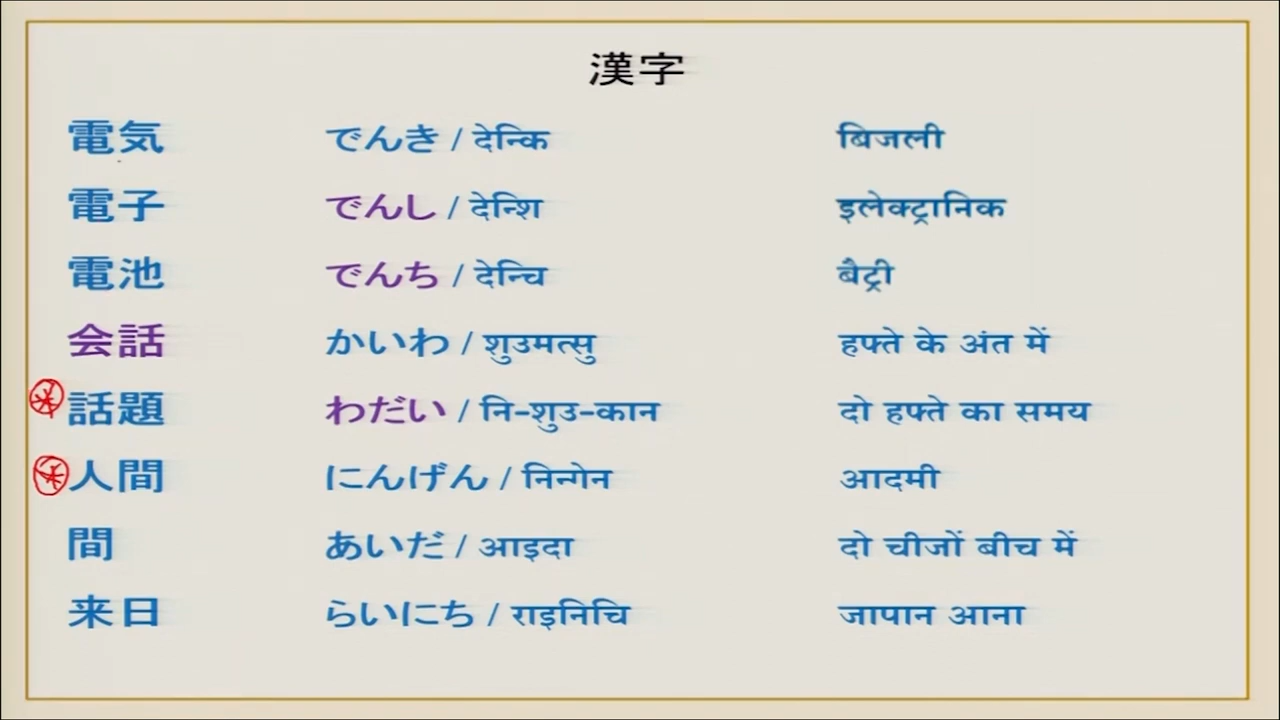 漢字
電気 でんき / देन्कि बिजली
電子 でんし / देन्शि इलेक्ट्रानिक
電池 でんち / देन्चि बैट्री
会話 かいわ / शुउमत्सु हफ्ते के अंत में
話題 わだい / नि-शुउ-कान दो हफ्ते का समय
人間 にんげん / निन्गेन आदमी
間 あいだ / आइदा दो चीजों बीच में
来日 らいにち / राइनिचि जापान आना